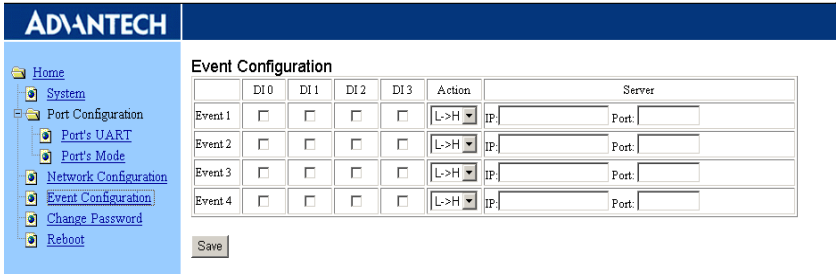 ADVANTECH
Home
System
Port Configuration
Port's UART
Port's Mode
Network Configuration
Event Configuration
Change Password
Reboot
Event Configuration
DI 0 DI 1 DI 2 DI 3 Action Server
Event 1 L->H IP: Port:
Event 2 L->H IP: Port:
Event 3 L->H IP: Port:
Event 4 L->H IP: Port:
Save